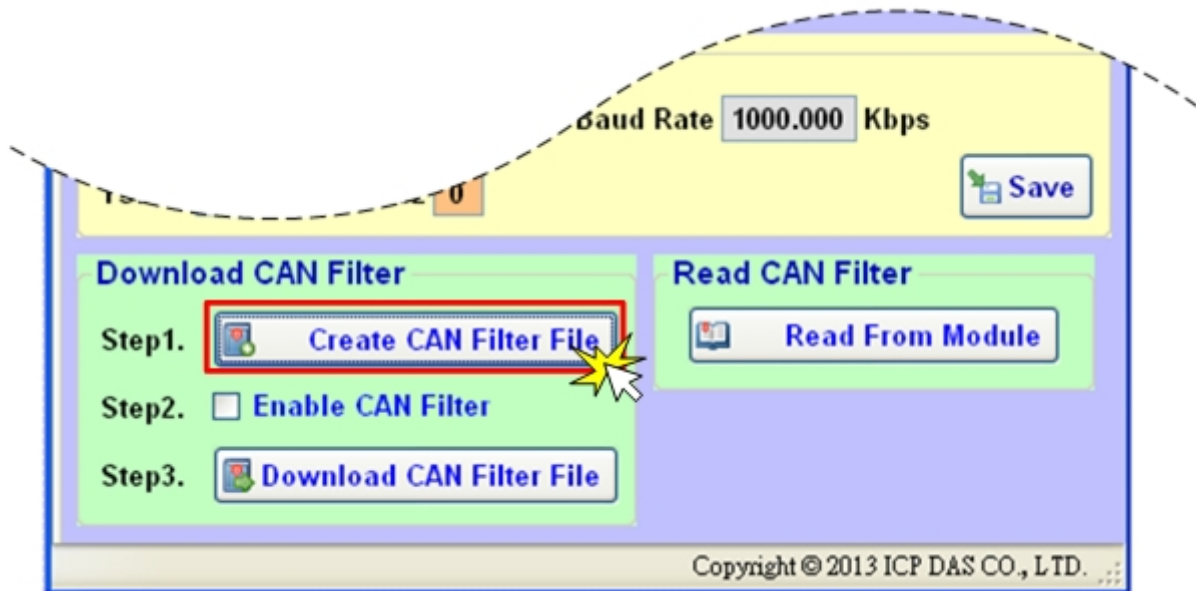 Baud Rate 1000.000 Kbps
0 Save
Download CAN Filter Read CAN Filter
Step1. Create CAN Filter File Read From Module
Step2. Enable CAN Filter
Step3. Download CAN Filter File
Copyright © 2013 ICP DAS CO., LTD.